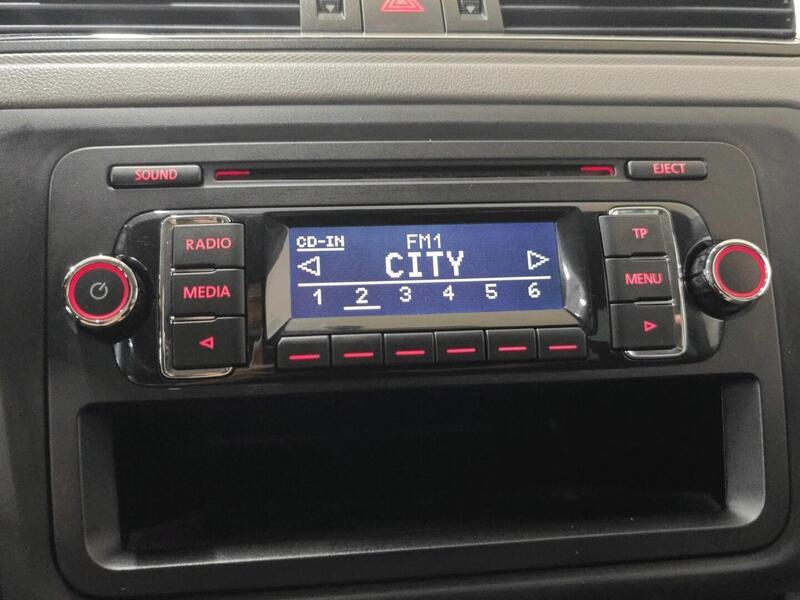 SOUND
EJECT
RADIO
CD-IN
FM1
TP
CITY
MEDIA
MENU
1 2 3 4 5 6